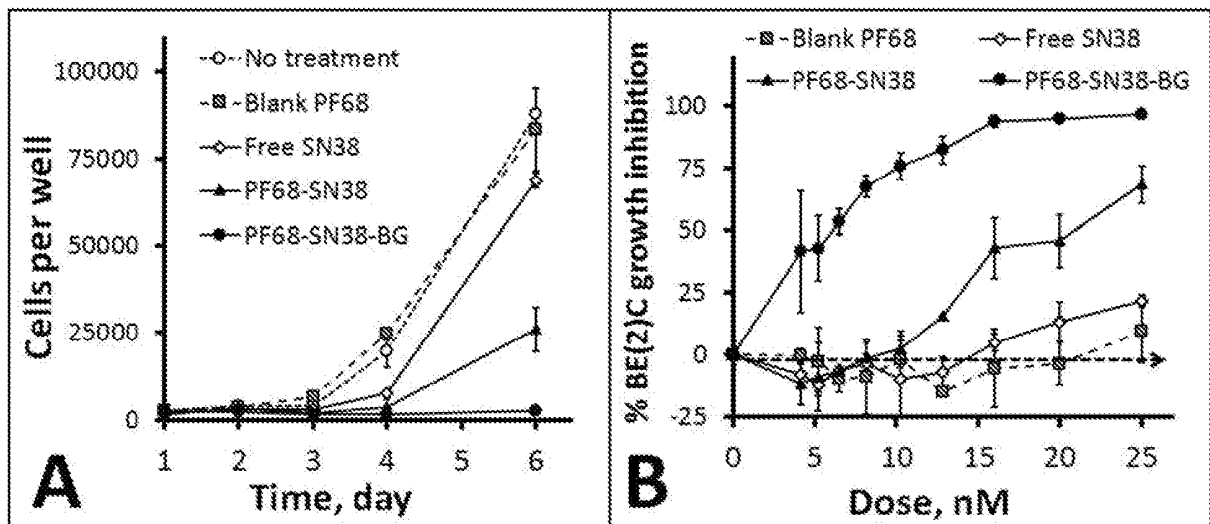 No treatment
Blank PF68
Free SN38
PF68-SN38
PF68-SN38-BG
100000
75000
50000
25000
0
Cells per well
1 2 3 4 5 6
Time, day
A
Blank PF68 Free SN38
PF68-SN38 PF68-SN38-BG
100
75
50
25
0
-25
% BE(2)C growth inhibition
0 5 10 15 20 25
Dose, nM
B